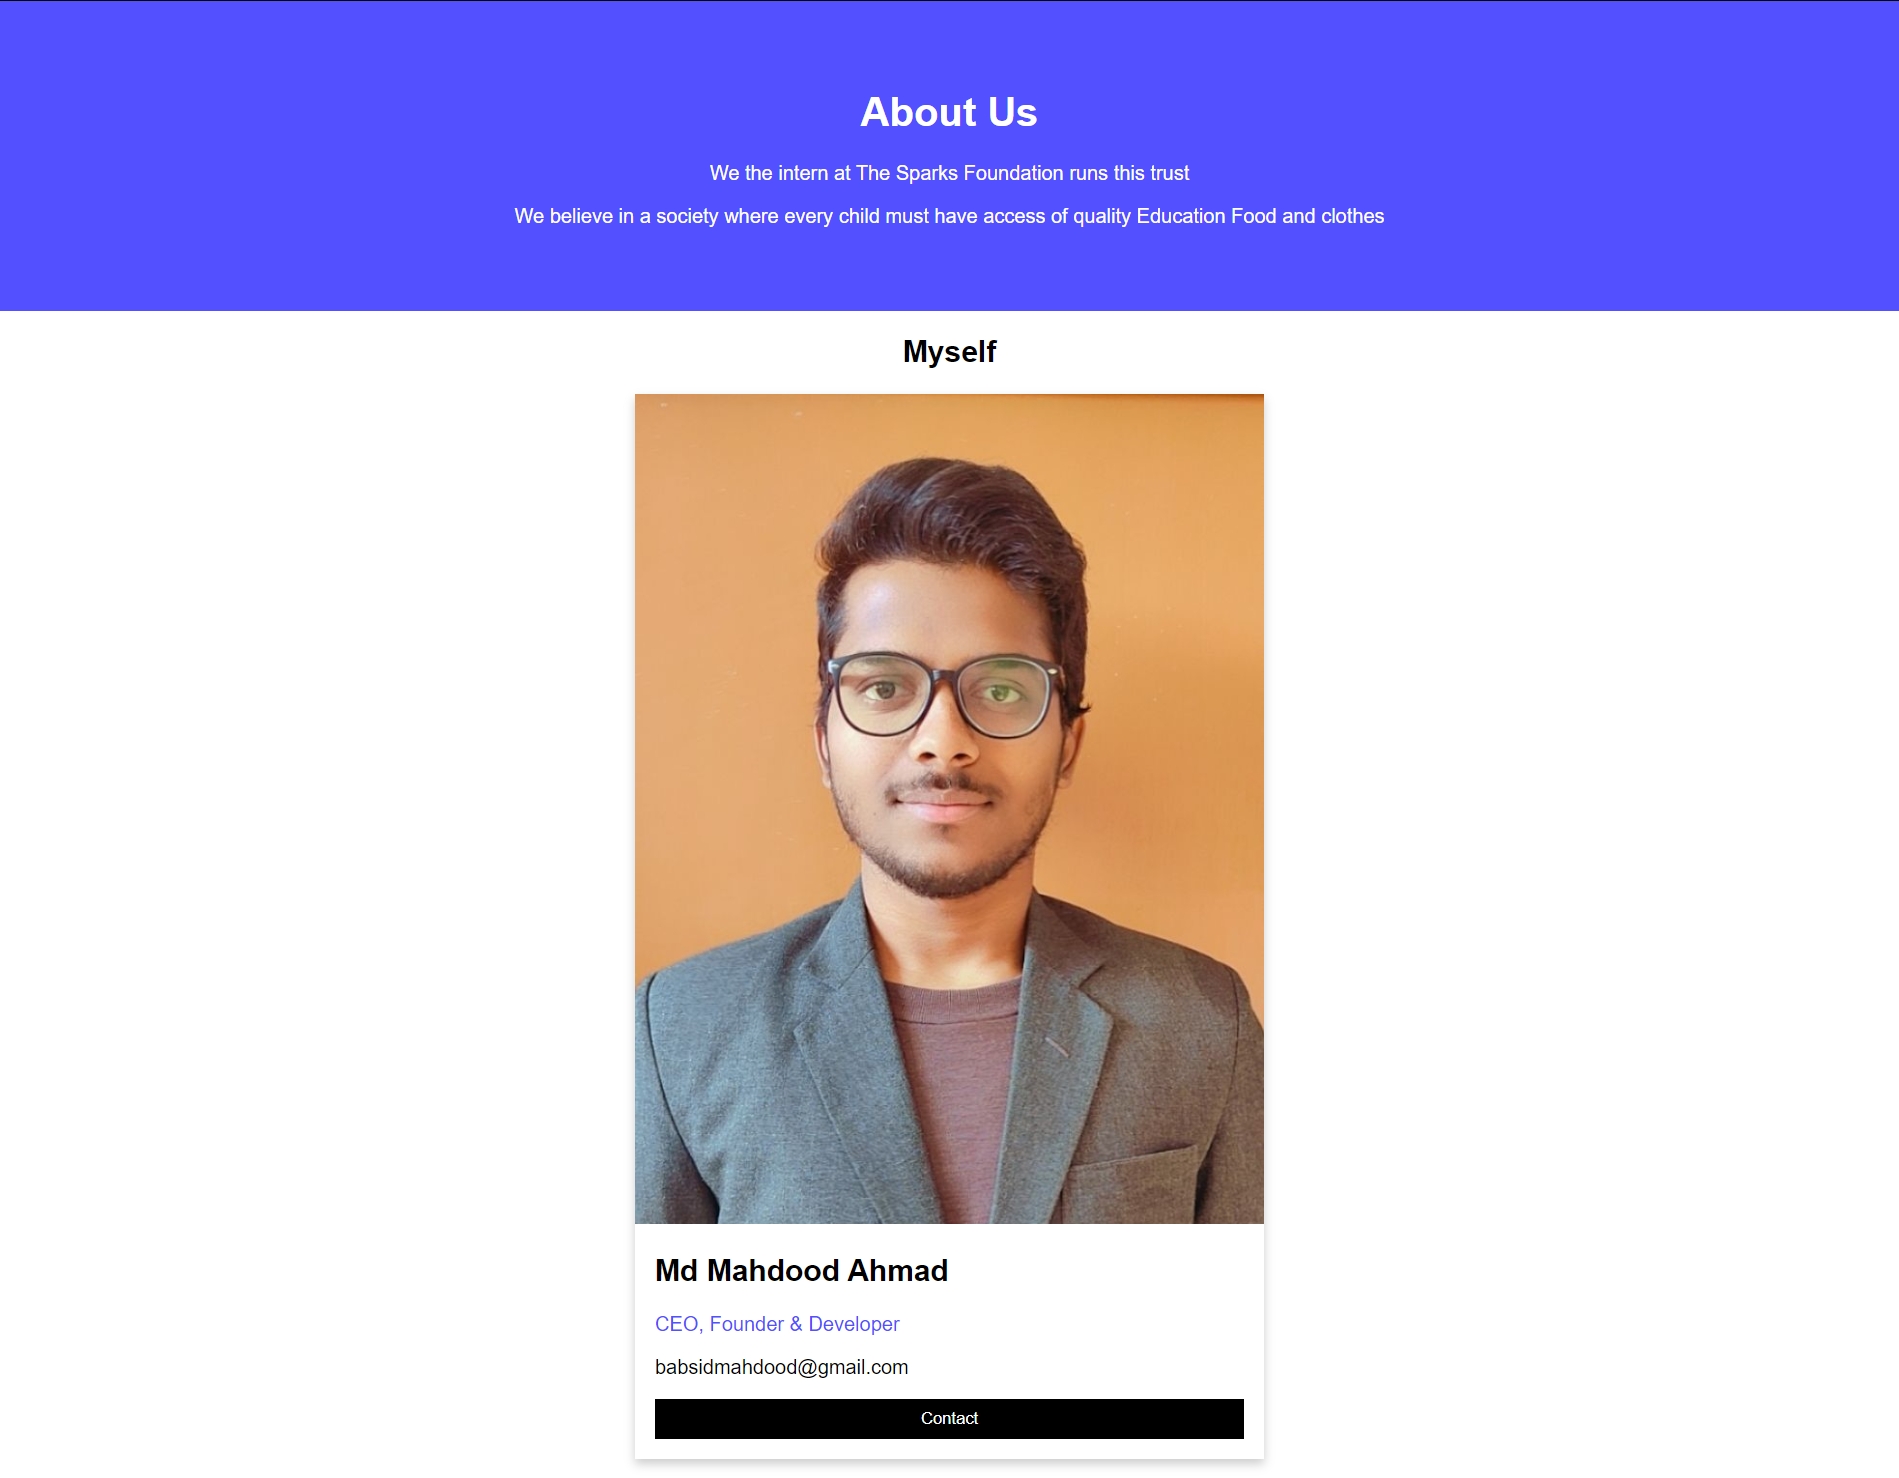 About Us
We the intern at The Sparks Foundation runs this trust
We believe in a society where every child must have access of quality Education Food and clothes
Myself
Md Mahdood Ahmad
CEO, Founder & Developer
babsidmahdood@gmail.com
Contact